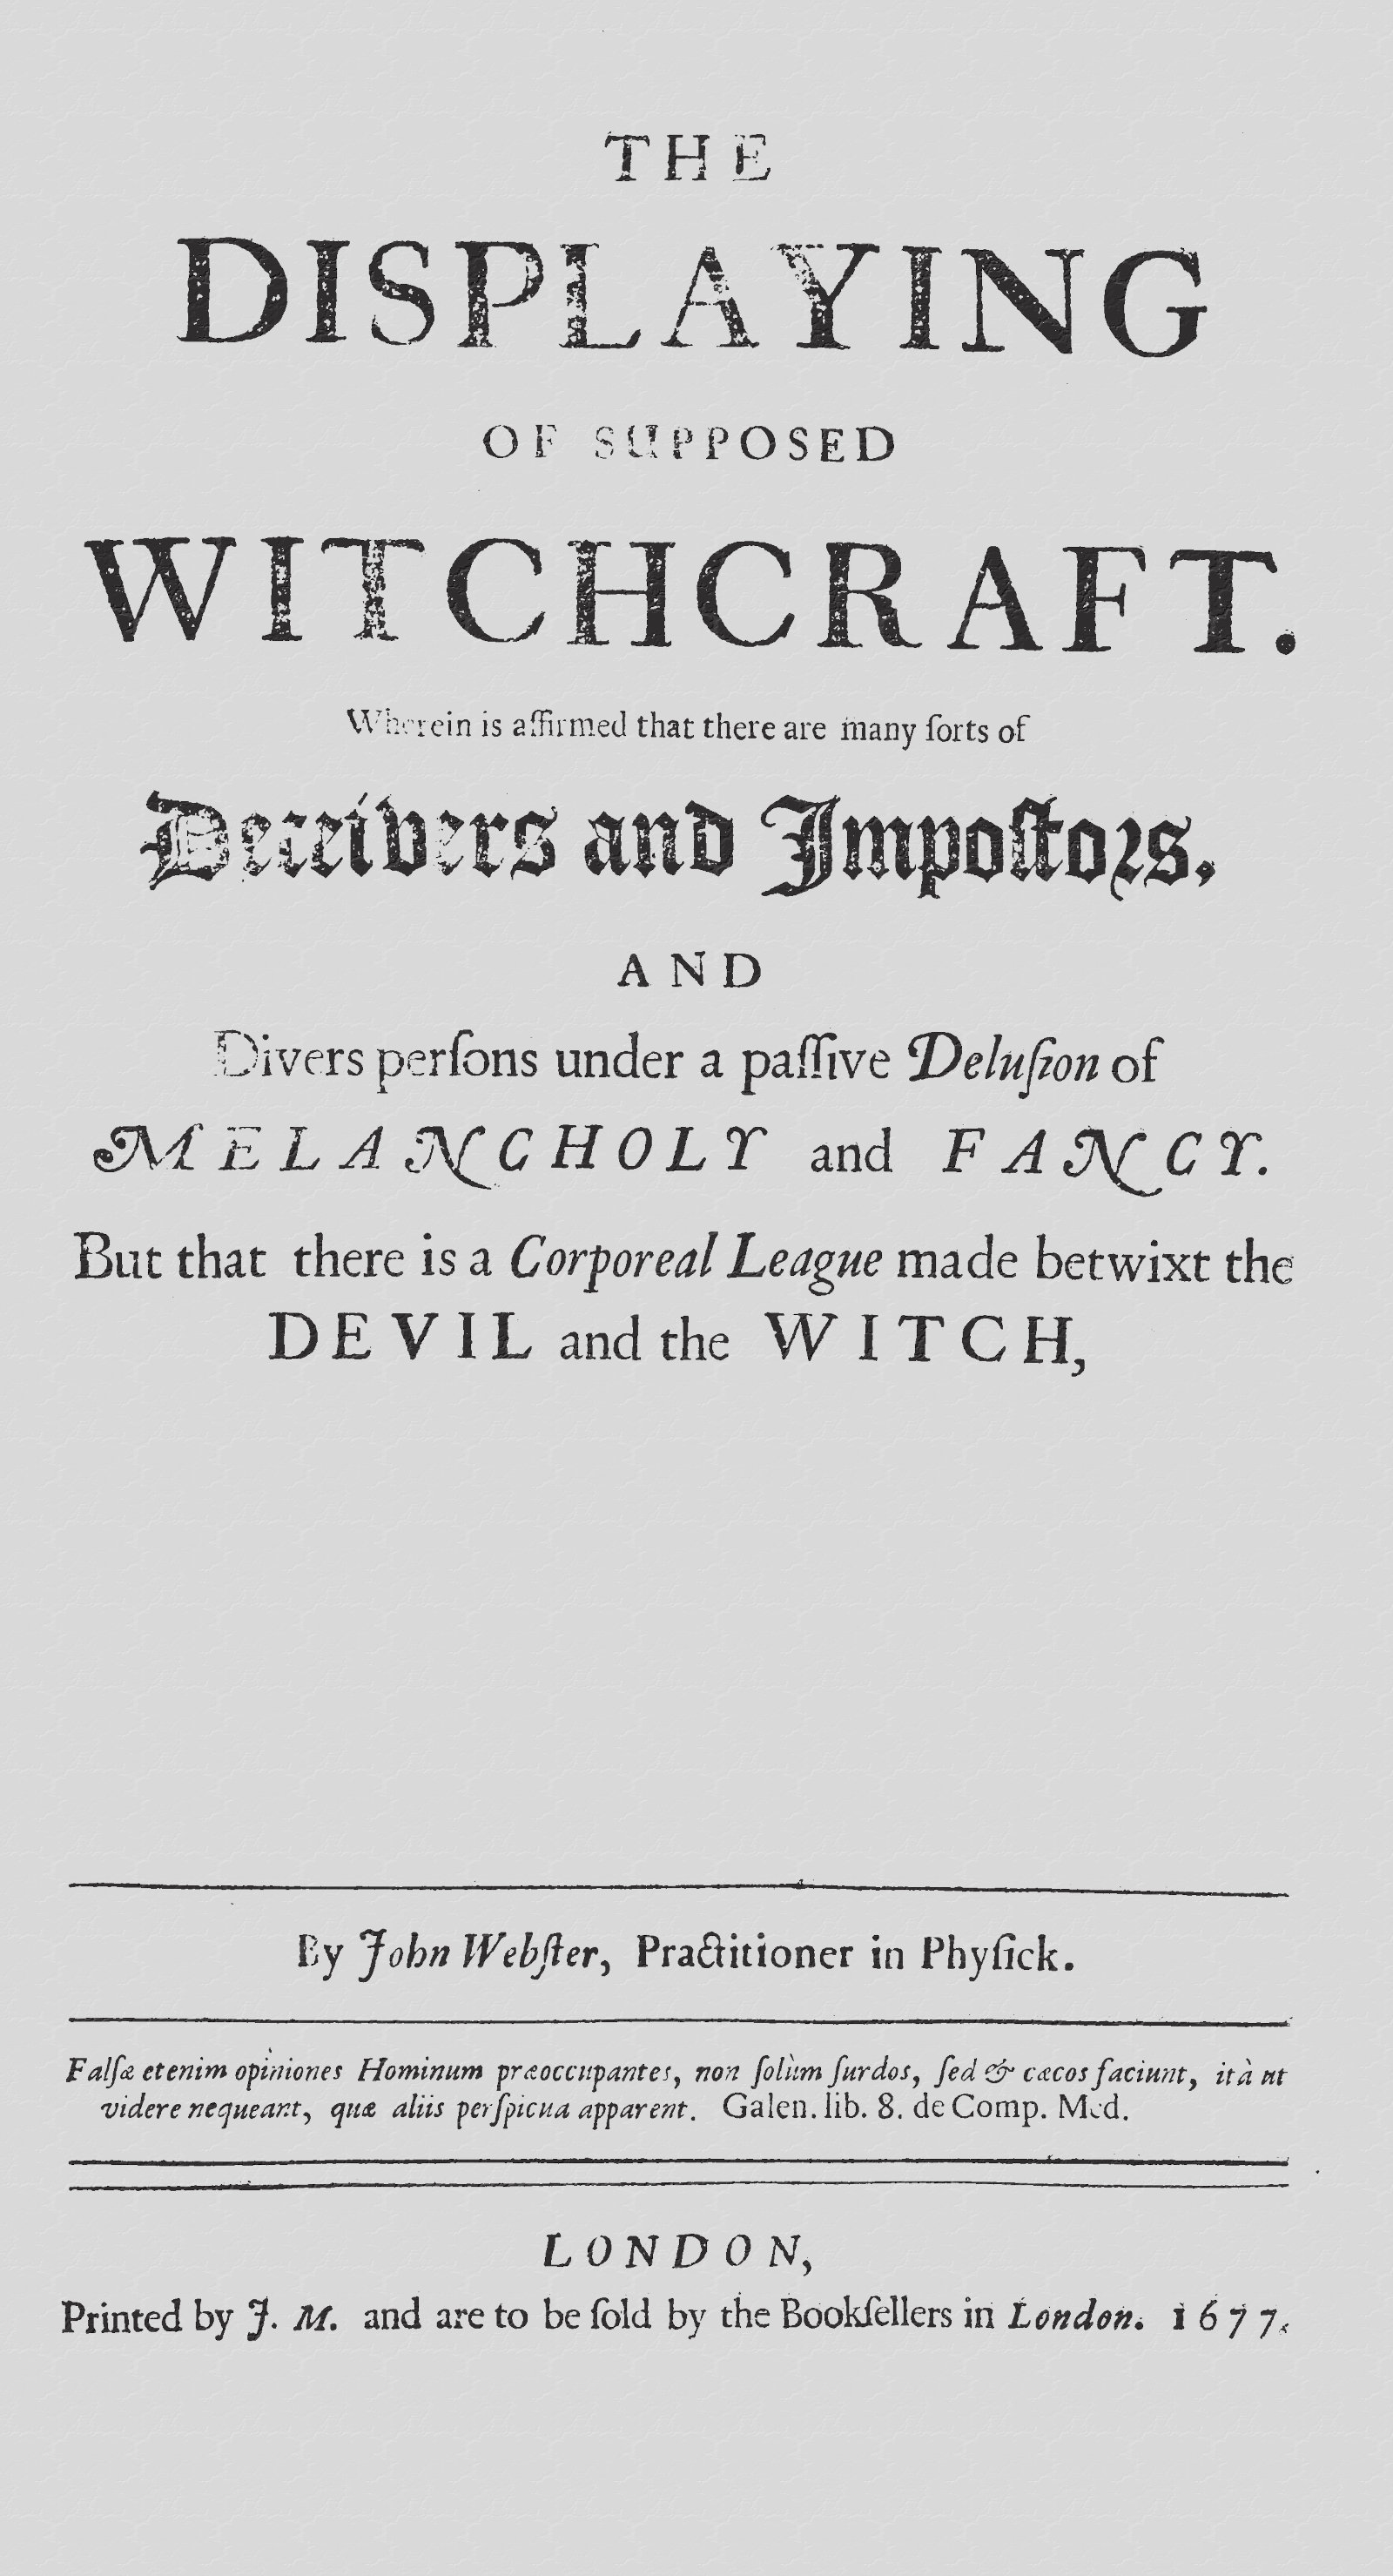 THE
DISPLAYING
OF SUPPOSED
WITCHCRAFT.
Wherein is affirmed that there are many ſorts of
Deceivers and Impoſtors,
AND
Divers perſons under a paſſive Deluſion of
MELANCHOLY and FANCY.
But that there is a Corporeal League made betwixt the
DEVIL and the WITCH,
By John Webſter, Practitioner in Phyſick.
Falſæ etenim opiniones Hominum præoccupantes, non ſolùm ſurdos, ſed & cæcos faciunt, ità ut
videre nequeant, quæ aliis perſpicua apparent. Galen. lib. 8. de Comp. Med.
LONDON,
Printed by J. M. and are to be ſold by the Bookſellers in London. 1677.